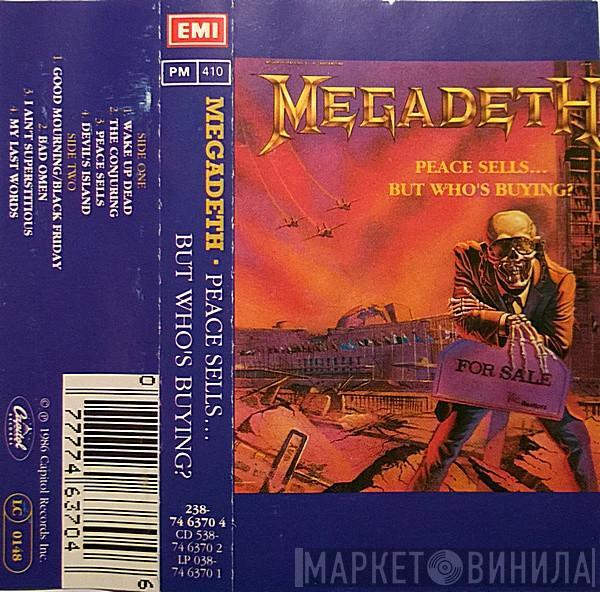 SIDE ONE
1. WAKE UP DEAD
2. THE CONJURING
3. PEACE SELLS
4. DEVILS ISLAND
SIDE TWO
1. GOOD MOURNING/BLACK FRIDAY
2. BAD OMEN
3. I AIN'T SUPERSTITIOUS
4. MY LAST WORDS
Capitol
RECORDS
© ℗ 1986 Capitol Records Inc.
LC 0148
0 77774 63704 6
EMI
PM 410
MEGADETH · PEACE SELLS....
BUT WHO'S BUYING?
238-
74 6370 4
CD 538-
74 6370 2
LP 038-
74 6370 1
MEGADETH
PEACE SELLS...
BUT WHO'S BUYING?
FOR SALE
МАРКЕТ ВИНИЛА